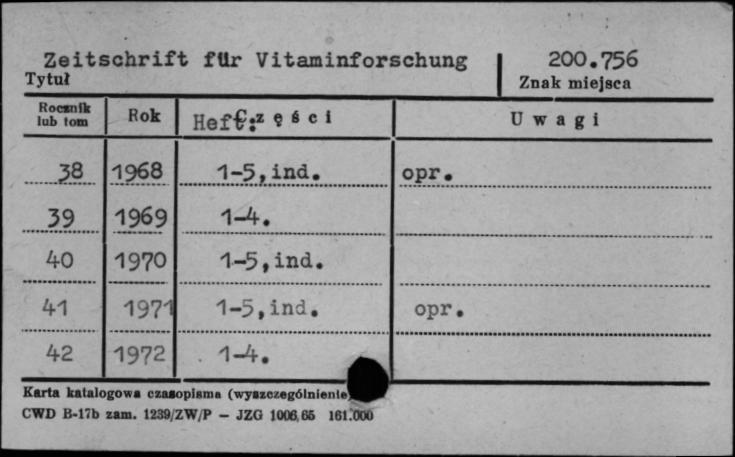 Zeitschrift für Vitaminforschung 200.756
Tytuł Znak miejsca
Rocznik lub tom Rok Części Heft: Uwagi
38 1968 1-5,ind. opr.
39 1969 1-4.
40 1970 1-5,ind.
41 1971 1-5,ind. opr.
42 1972 1-4.
Karta katalogowa czasopisma (wyszczególnienie)
CWD B-17b zam. 1239/ZW/P — JZG 1006,65 161.000